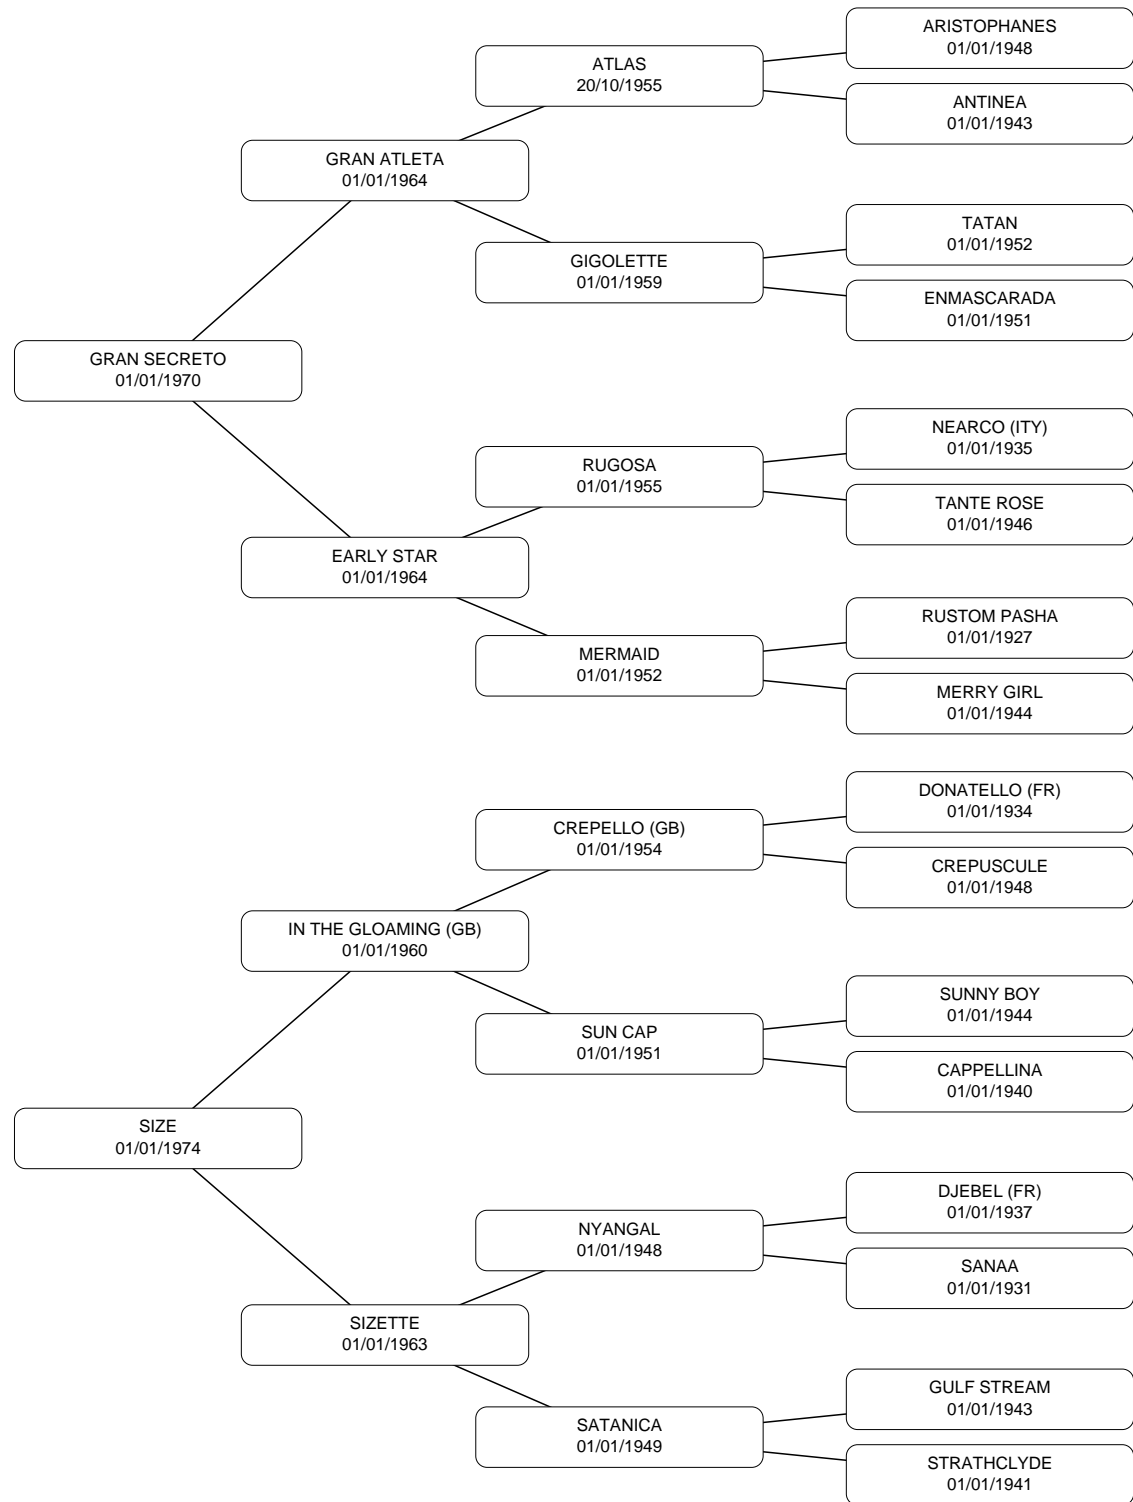 ARISTOPHANES
01/01/1948
ATLAS
20/10/1955
ANTINEA
01/01/1943
GRAN ATLETA
01/01/1964
TATAN
01/01/1952
GIGOLETTE
01/01/1959
ENMASCARADA
01/01/1951
GRAN SECRETO
01/01/1970
NEARCO (ITY)
01/01/1935
RUGOSA
01/01/1955
TANTE ROSE
01/01/1946
EARLY STAR
01/01/1964
RUSTOM PASHA
01/01/1927
MERMAID
01/01/1952
MERRY GIRL
01/01/1944
DONATELLO (FR)
01/01/1934
CREPELLO (GB)
01/01/1954
CREPUSCULE
01/01/1948
IN THE GLOAMING (GB)
01/01/1960
SUNNY BOY
01/01/1944
SUN CAP
01/01/1951
CAPPELLINA
01/01/1940
SIZE
01/01/1974
DJEBEL (FR)
01/01/1937
NYANGAL
01/01/1948
SANAA
01/01/1931
SIZETTE
01/01/1963
GULF STREAM
01/01/1943
SATANICA
01/01/1949
STRATHCLYDE
01/01/1941